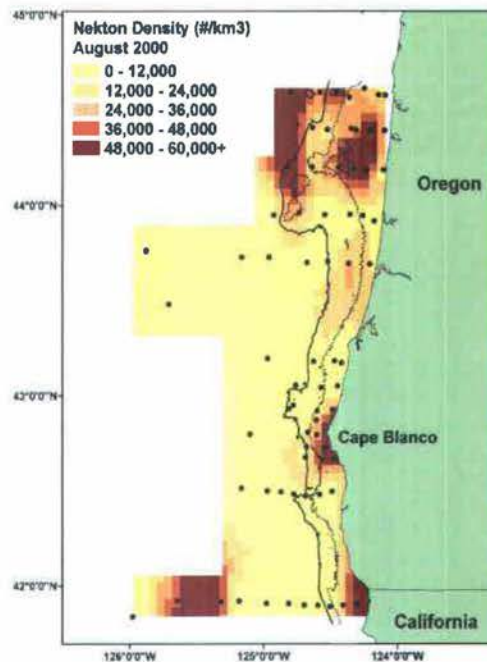 45°0'0"N
Nekton Density (#/km3)
August 2000
0 - 12,000
12,000 - 24,000
24,000 - 36,000
36,000 - 48,000
48,000 - 60,000+
Oregon
44°0'0"N
43°0'0"N
Cape Blanco
42°0'0"N
California
126°0'0"W 125°0'0"W 124°0'0"W